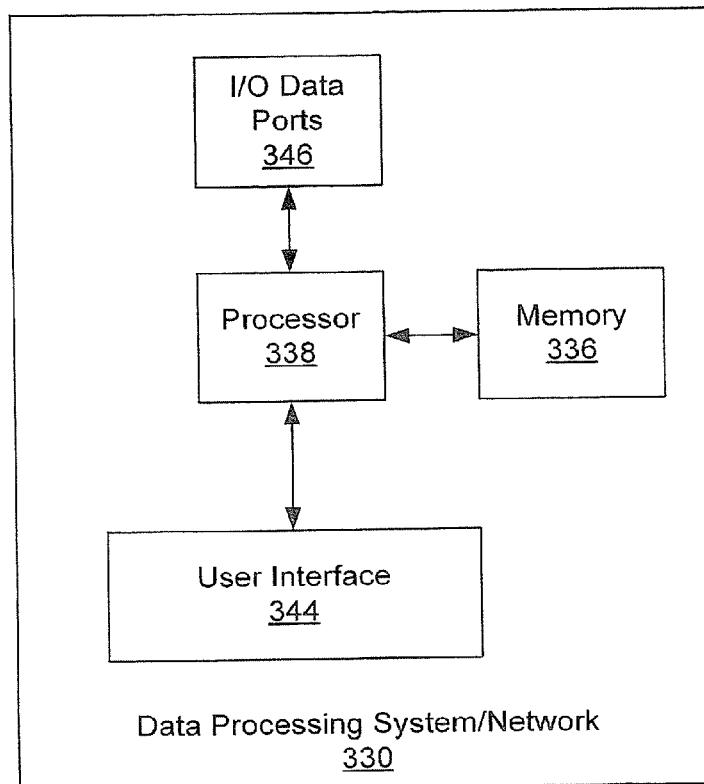 I/O Data
Ports
346
Processor
338
Memory
336
User Interface
344
Data Processing System/Network
330